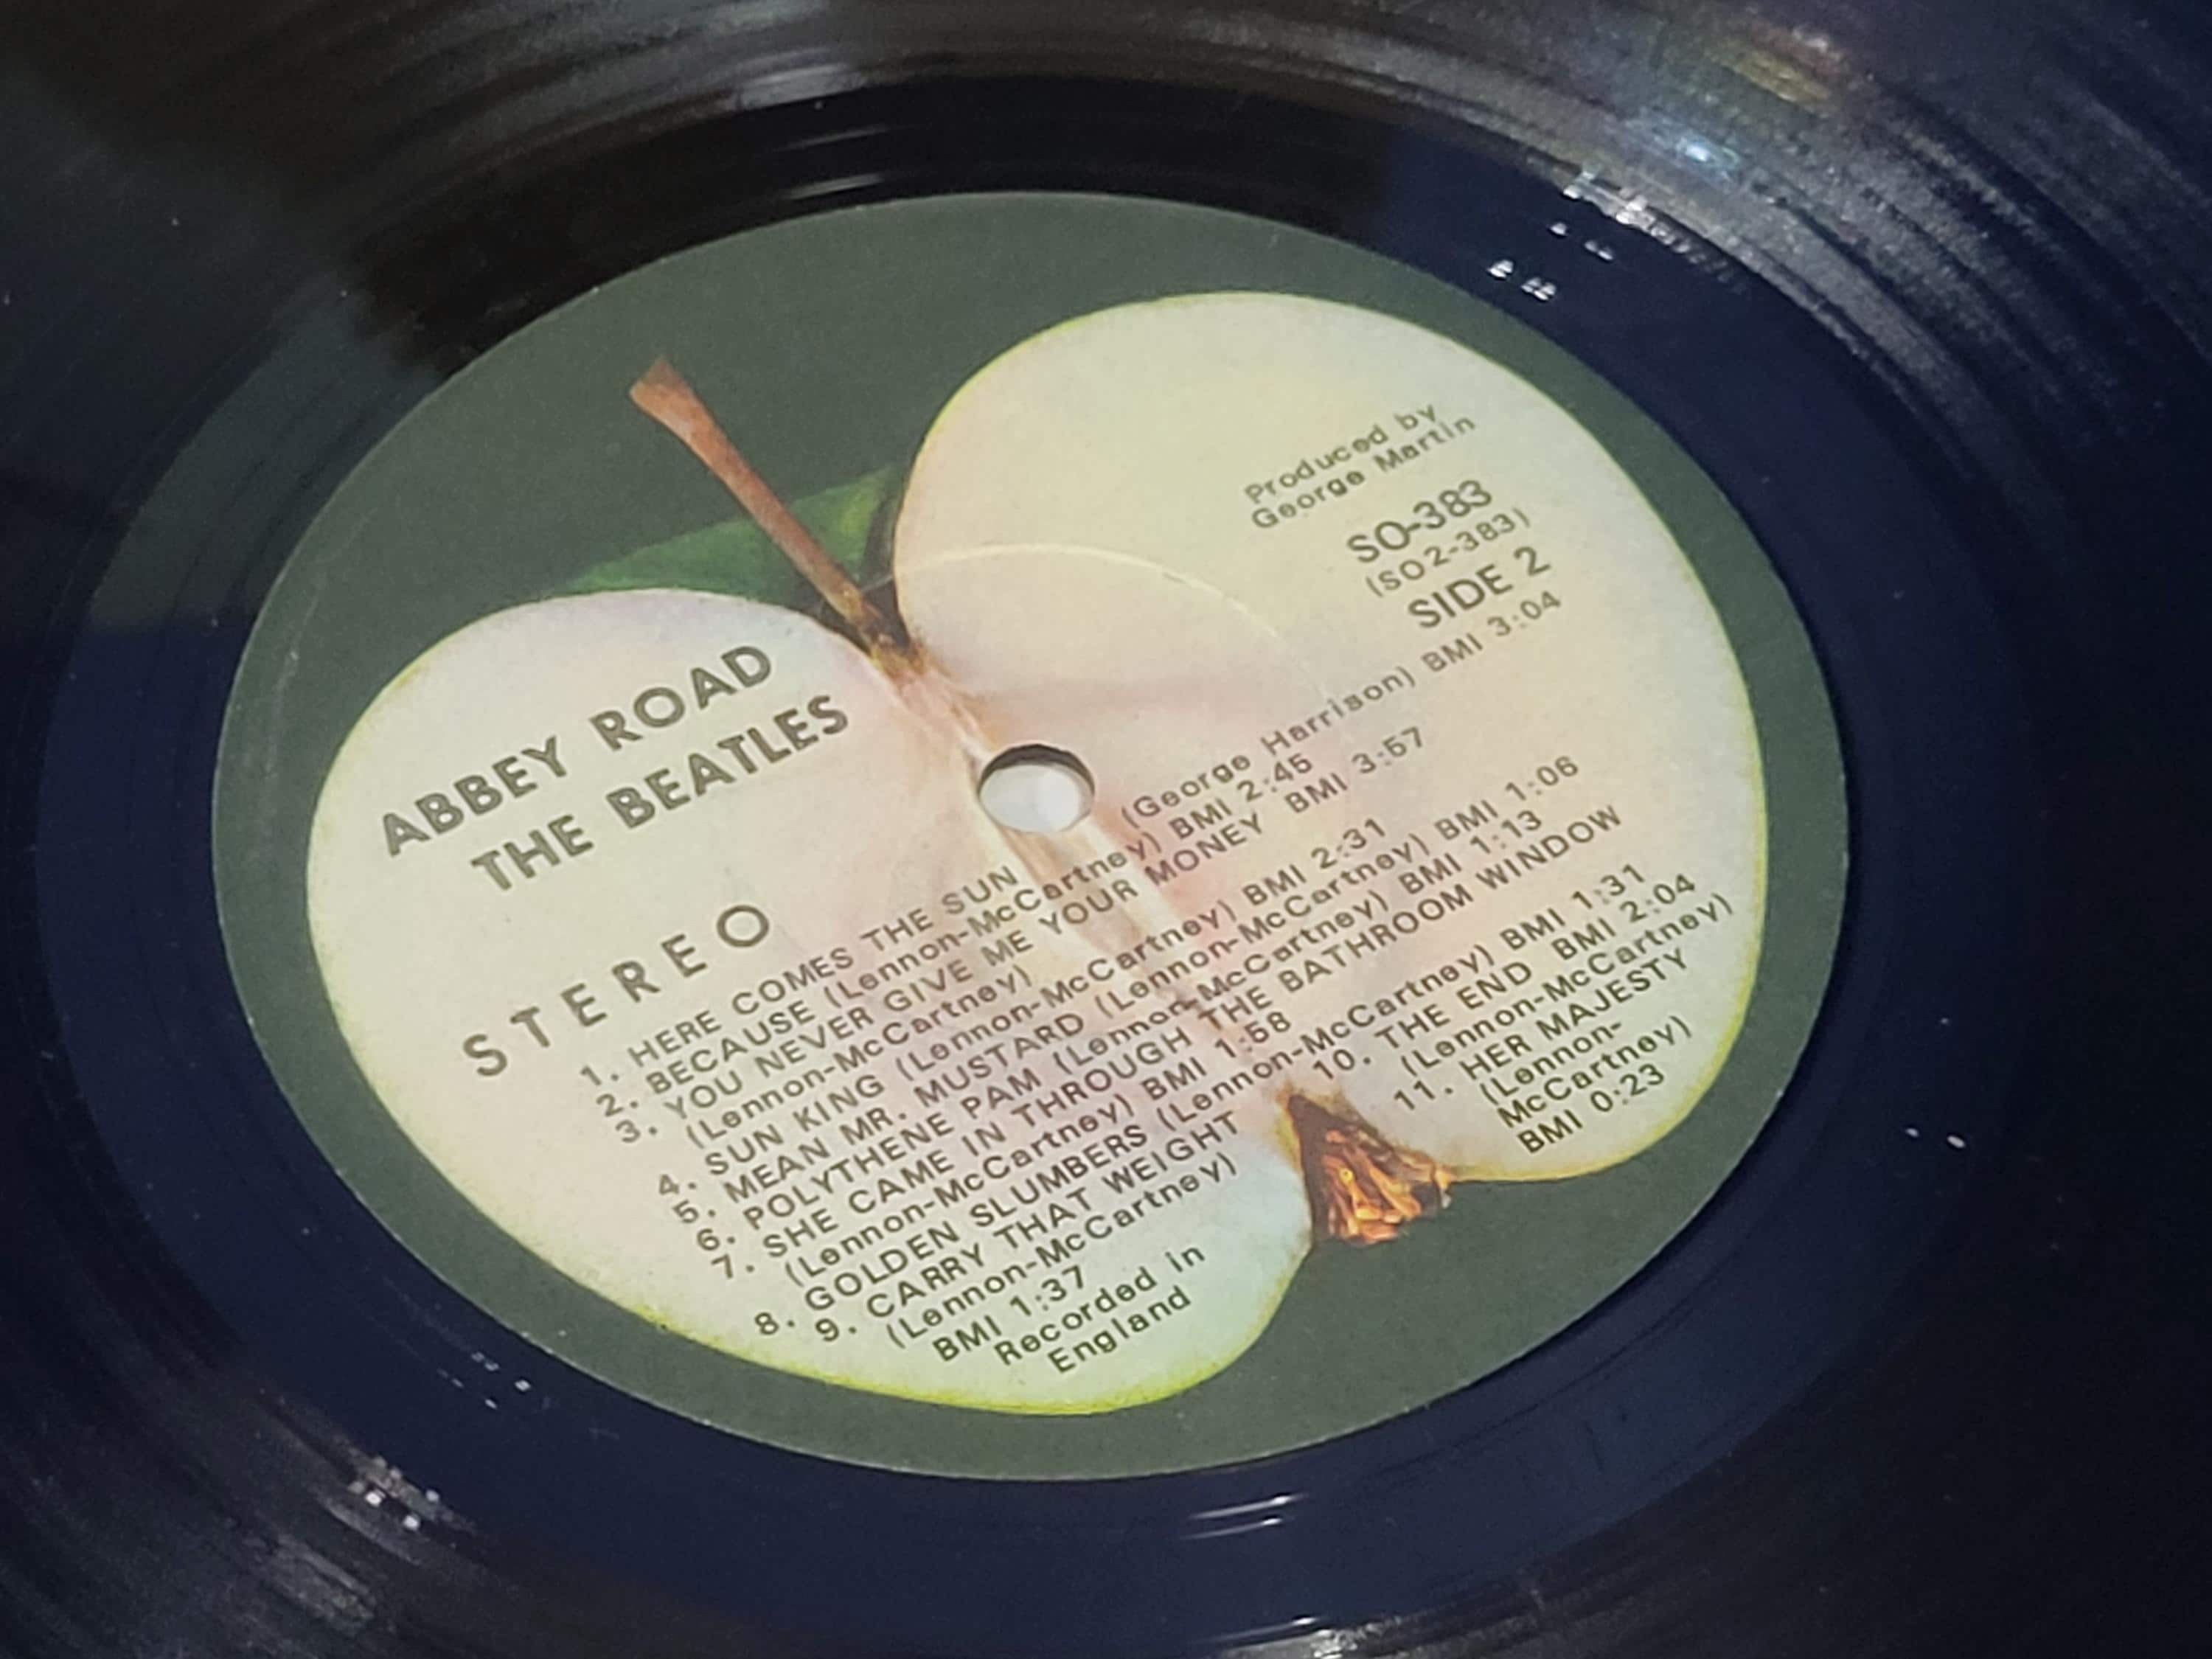 Produced by
George Martin
SO-383
(SO2-383)
SIDE 2
ABBEY ROAD
THE BEATLES
STEREO
1. HERE COMES THE SUN (George Harrison) BMI 3:04
2. BECAUSE (Lennon-McCartney) BMI 2:45
3. YOU NEVER GIVE ME YOUR MONEY BMI 3:57
(Lennon-McCartney)
4. SUN KING (Lennon-McCartney) BMI 2:31
5. MEAN MR. MUSTARD (Lennon-McCartney) BMI 1:06
6. POLYTHENE PAM (Lennon-McCartney) BMI 1:13
7. SHE CAME IN THROUGH THE BATHROOM WINDOW
(Lennon-McCartney) BMI 1:58
8. GOLDEN SLUMBERS (Lennon-McCartney) BMI 1:31
9. CARRY THAT WEIGHT
(Lennon-McCartney)
BMI 1:37
10. THE END BMI 2:04
(Lennon-McCartney)
11. HER MAJESTY
(Lennon-
McCartney)
BMI 0:23
Recorded in
England